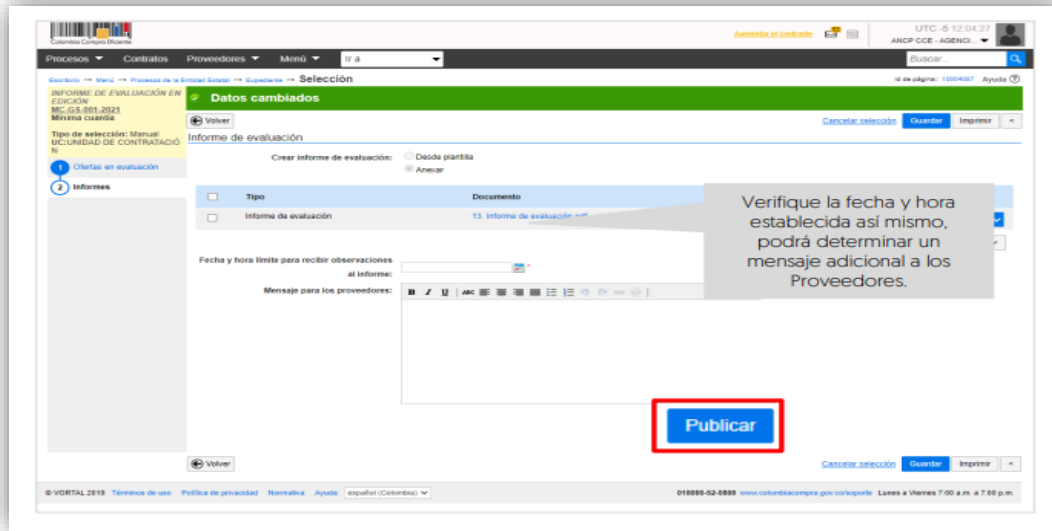 Colombia Compra Eficiente
Aumentar el contraste
UTC -5 12:04:27
ANCP CCE - AGENCI...
Procesos Contratos Proveedores Menú Ir a
Buscar...
Escritorio → Menú → Procesos de la Entidad Estatal → Expediente → Selección
Id de página: 10004087 Ayuda
INFORME DE EVALUACIÓN EN
EDICIÓN
MC-GS-001-2021
Mínima cuantía
Tipo de selección: Manual
UC:UNIDAD DE CONTRATACIÓ
N
1 Ofertas en evaluación
2 Informes
Datos cambiados
Volver
Cancelar selección Guardar Imprimir <
Informe de evaluación
Crear informe de evaluación: Desde plantilla
Anexar
Tipo Documento
Informe de evaluación 13. Informe de evaluación.pdf
Verifique la fecha y hora
establecida así mismo,
podrá determinar un
mensaje adicional a los
Proveedores.
Fecha y hora límite para recibir observaciones
al informe:
Mensaje para los proveedores:
B I U ABC
Publicar
Volver
Cancelar selección Guardar Imprimir <
© VORTAL 2019 Términos de uso Política de privacidad Normativa Ayuda español (Colombia)
018000-52-0808 www.colombiacompra.gov.co/soporte Lunes a Viernes 7:00 a.m. a 7:00 p.m.